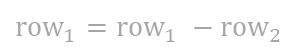 row₁ = row₁ − row₂